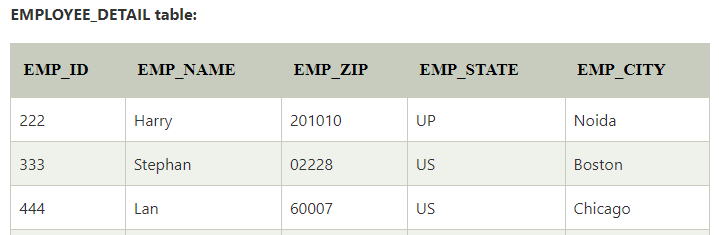 EMPLOYEE_DETAIL table:
EMP_ID EMP_NAME EMP_ZIP EMP_STATE EMP_CITY
222 Harry 201010 UP Noida
333 Stephan 02228 US Boston
444 Lan 60007 US Chicago